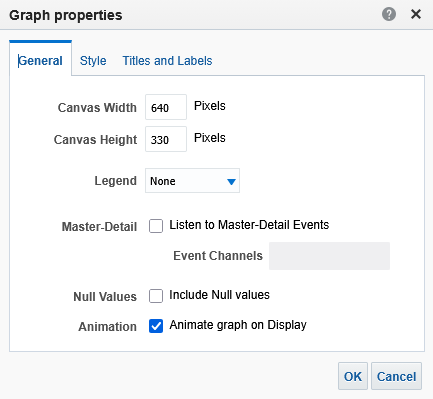 Graph properties
General Style Titles and Labels
Canvas Width 640 Pixels
Canvas Height 330 Pixels
Legend None
Master-Detail Listen to Master-Detail Events
Event Channels
Null Values Include Null values
Animation Animate graph on Display
OK Cancel